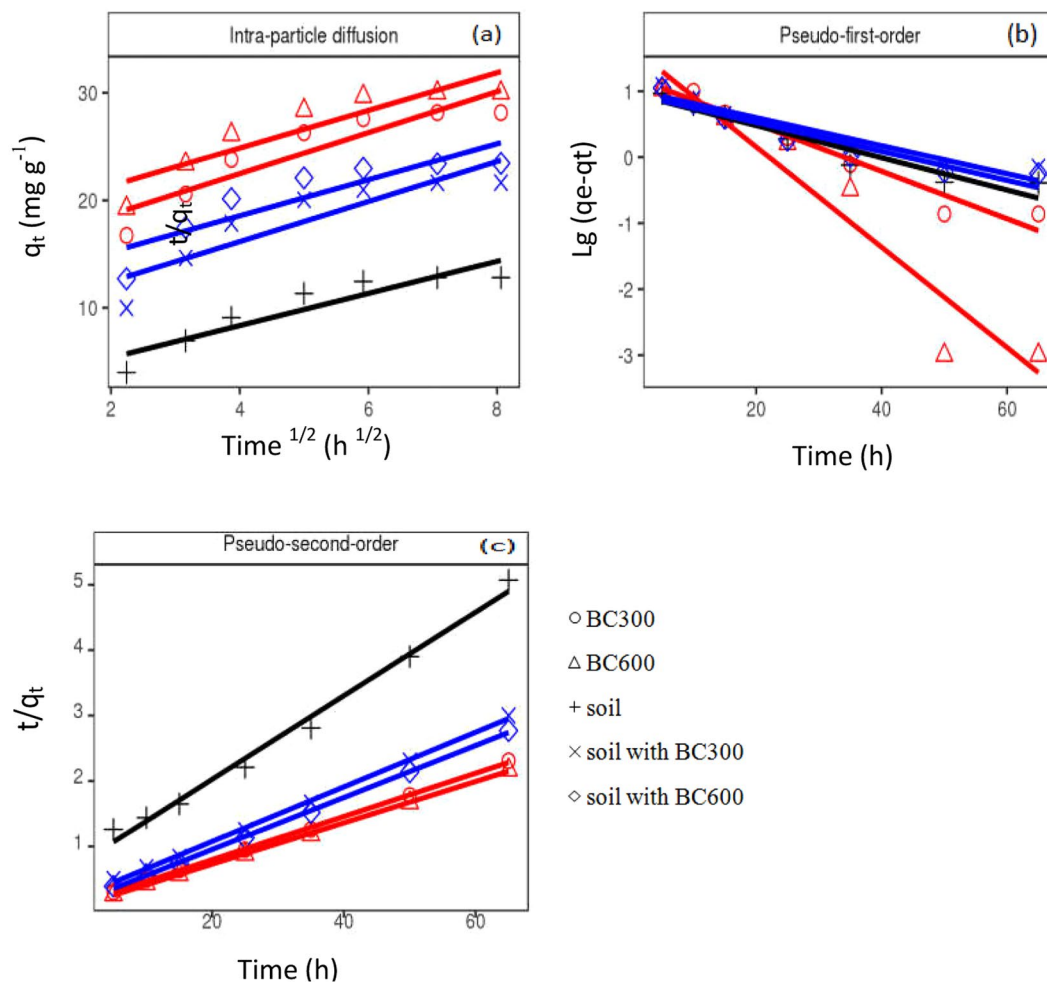 Intra-particle diffusion (a)
30
20
10
qt (mg g-1)
t/qt
2 4 6 8
Time 1/2 (h 1/2)
Pseudo-first-order (b)
1
0
-1
-2
-3
Lg (qe-qt)
20 40 60
Time (h)
Pseudo-second-order (c)
5
4
3
2
1
t/qt
20 40 60
Time (h)
BC300
BC600
soil
soil with BC300
soil with BC600